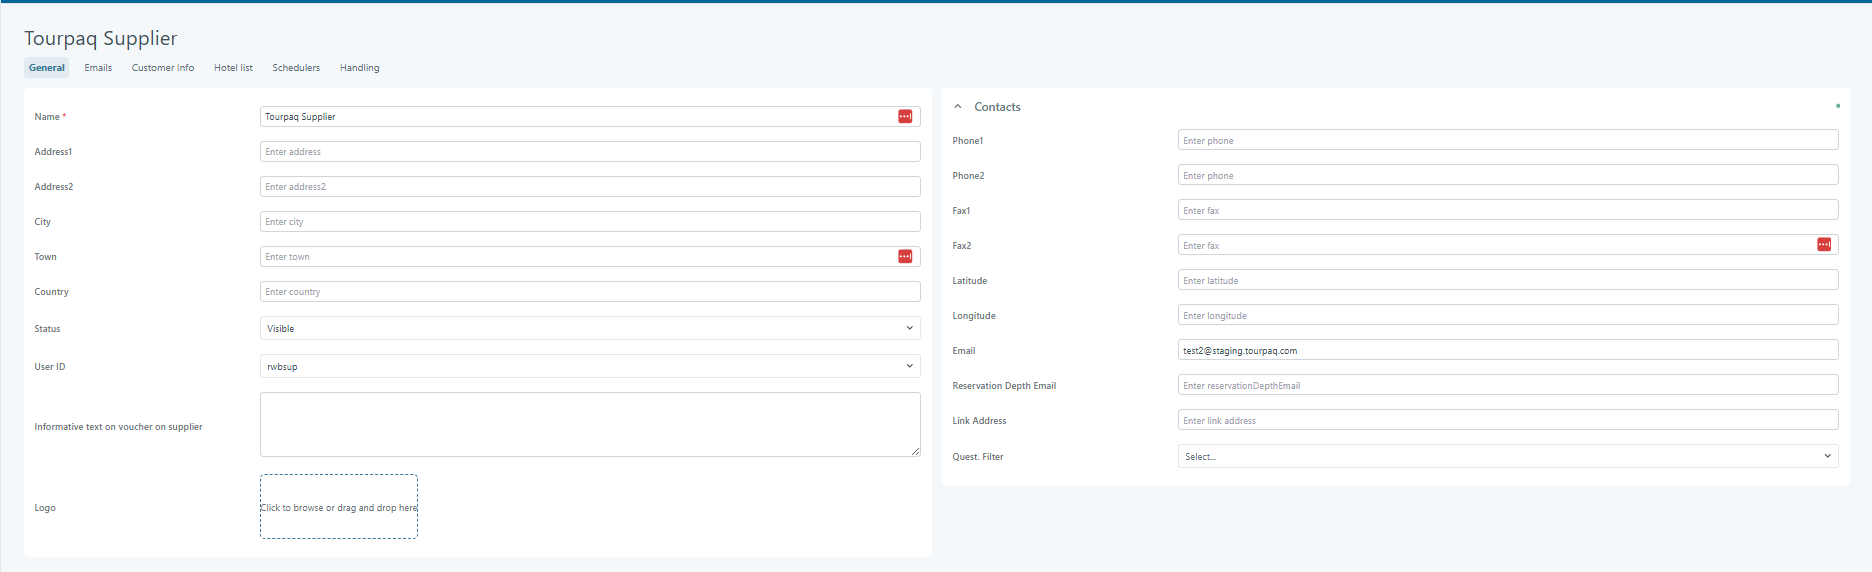 Tourpaq Supplier
General Emails Customer Info Hotel list Schedulers Handling
Name * Tourpaq Supplier
Address1 Enter address
Address2 Enter address2
City Enter city
Town Enter town
Country Enter country
Status Visible
User ID rwbsup
Informative text on voucher on supplier
Logo Click to browse or drag and drop here
Contacts
Phone1 Enter phone
Phone2 Enter phone
Fax1 Enter fax
Fax2 Enter fax
Latitude Enter latitude
Longitude Enter longitude
Email test2@staging.tourpaq.com
Reservation Depth Email Enter reservationDepthEmail
Link Address Enter link address
Quest. Filter Select...